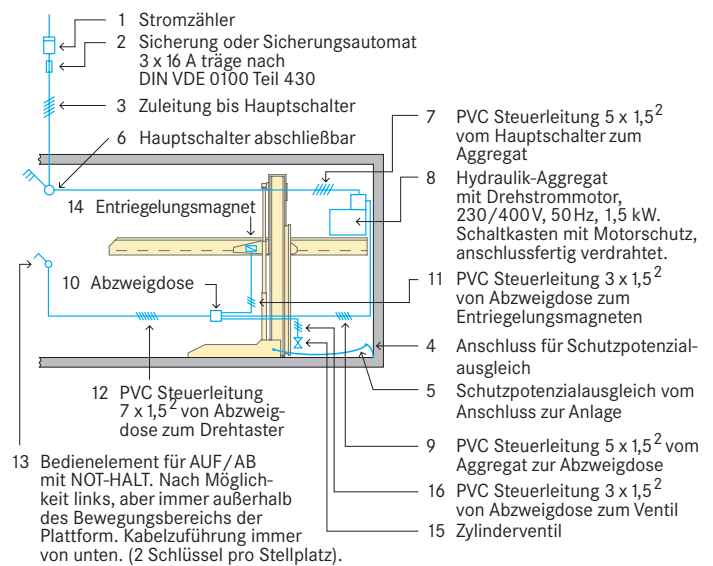 1 Stromzähler
2 Sicherung oder Sicherungsautomat
3 x 16 A träge nach
DIN VDE 0100 Teil 430
3 Zuleitung bis Hauptschalter
6 Hauptschalter abschließbar
14 Entriegelungsmagnet
10 Abzweigdose
12 PVC Steuerleitung
7 x 1,5² von Abzweig-
dose zum Drehtaster
13 Bedienelement für AUF/AB
mit NOT-HALT. Nach Möglich-
keit links, aber immer außerhalb
des Bewegungsbereichs der
Plattform. Kabelzuführung immer
von unten. (2 Schlüssel pro Stellplatz).
7 PVC Steuerleitung 5 x 1,5²
vom Hauptschalter zum
Aggregat
8 Hydraulik-Aggregat
mit Drehstrommotor,
230/400 V, 50 Hz, 1,5 kW.
Schaltkasten mit Motorschutz,
anschlussfertig verdrahtet.
11 PVC Steuerleitung 3 x 1,5²
von Abzweigdose zum
Entriegelungsmagneten
4 Anschluss für Schutzpotenzial-
ausgleich
5 Schutzpotenzialausgleich vom
Anschluss zur Anlage
9 PVC Steuerleitung 5 x 1,5² vom
Aggregat zur Abzweigdose
16 PVC Steuerleitung 3 x 1,5²
von Abzweigdose zum Ventil
15 Zylinderventil